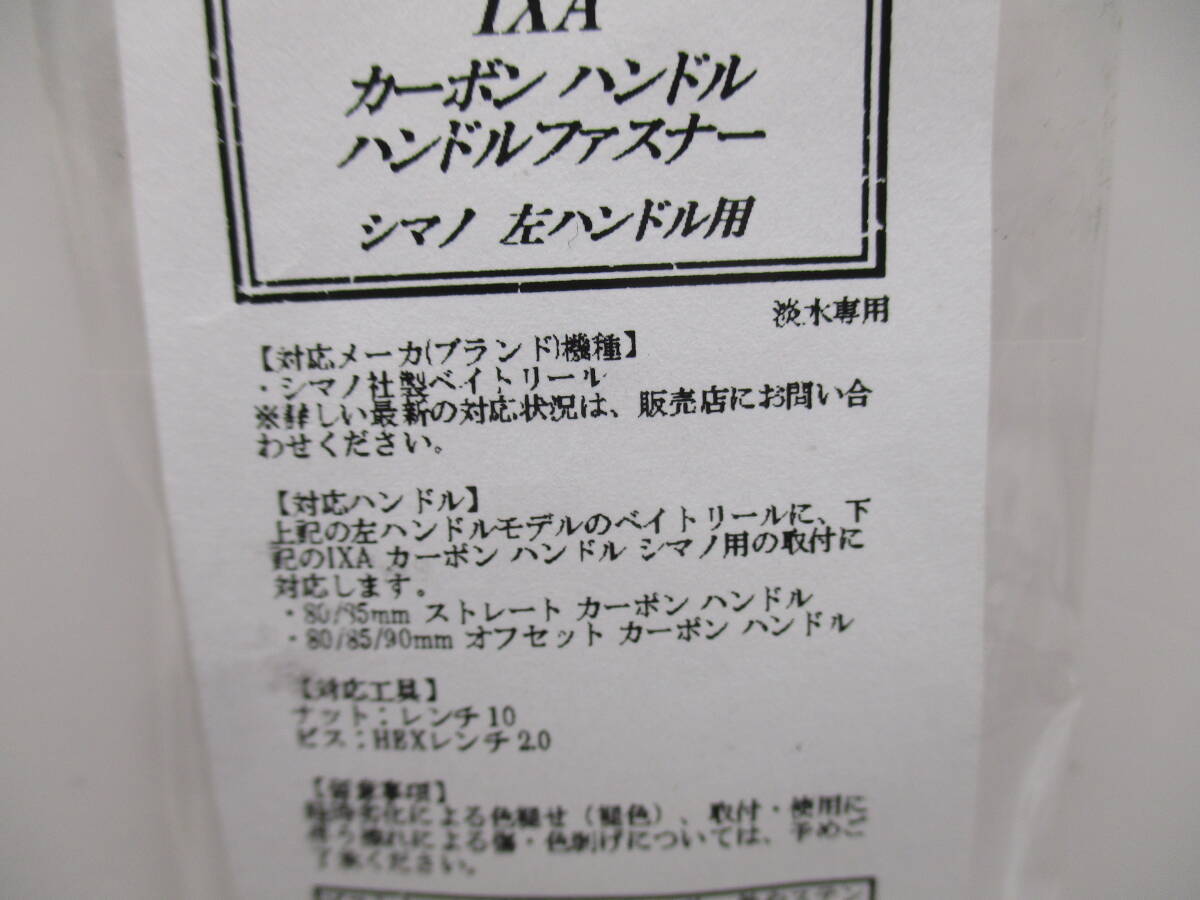 IXA
カーボン ハンドル
ハンドルファスナー
シマノ 左ハンドル用
淡水専用
【対応メーカ(ブランド)機種】
・シマノ社製ベイトリール
※詳しい最新の対応状況は、販売店にお問い合
わせください。
【対応ハンドル】
上記の左ハンドルモデルのベイトリールに、下
記のIXA カーボン ハンドル シマノ用の取付に
対応します。
・80/85mm ストレート カーボン ハンドル
・80/85/90mm オフセット カーボン ハンドル
【対応工具】
ナット：レンチ10
ビス：HEXレンチ2.0
【留意事項】
経時劣化による色褪せ（褪色）、取付・使用に
伴う擦れによる傷・色剥げについては、予めご
了承ください。